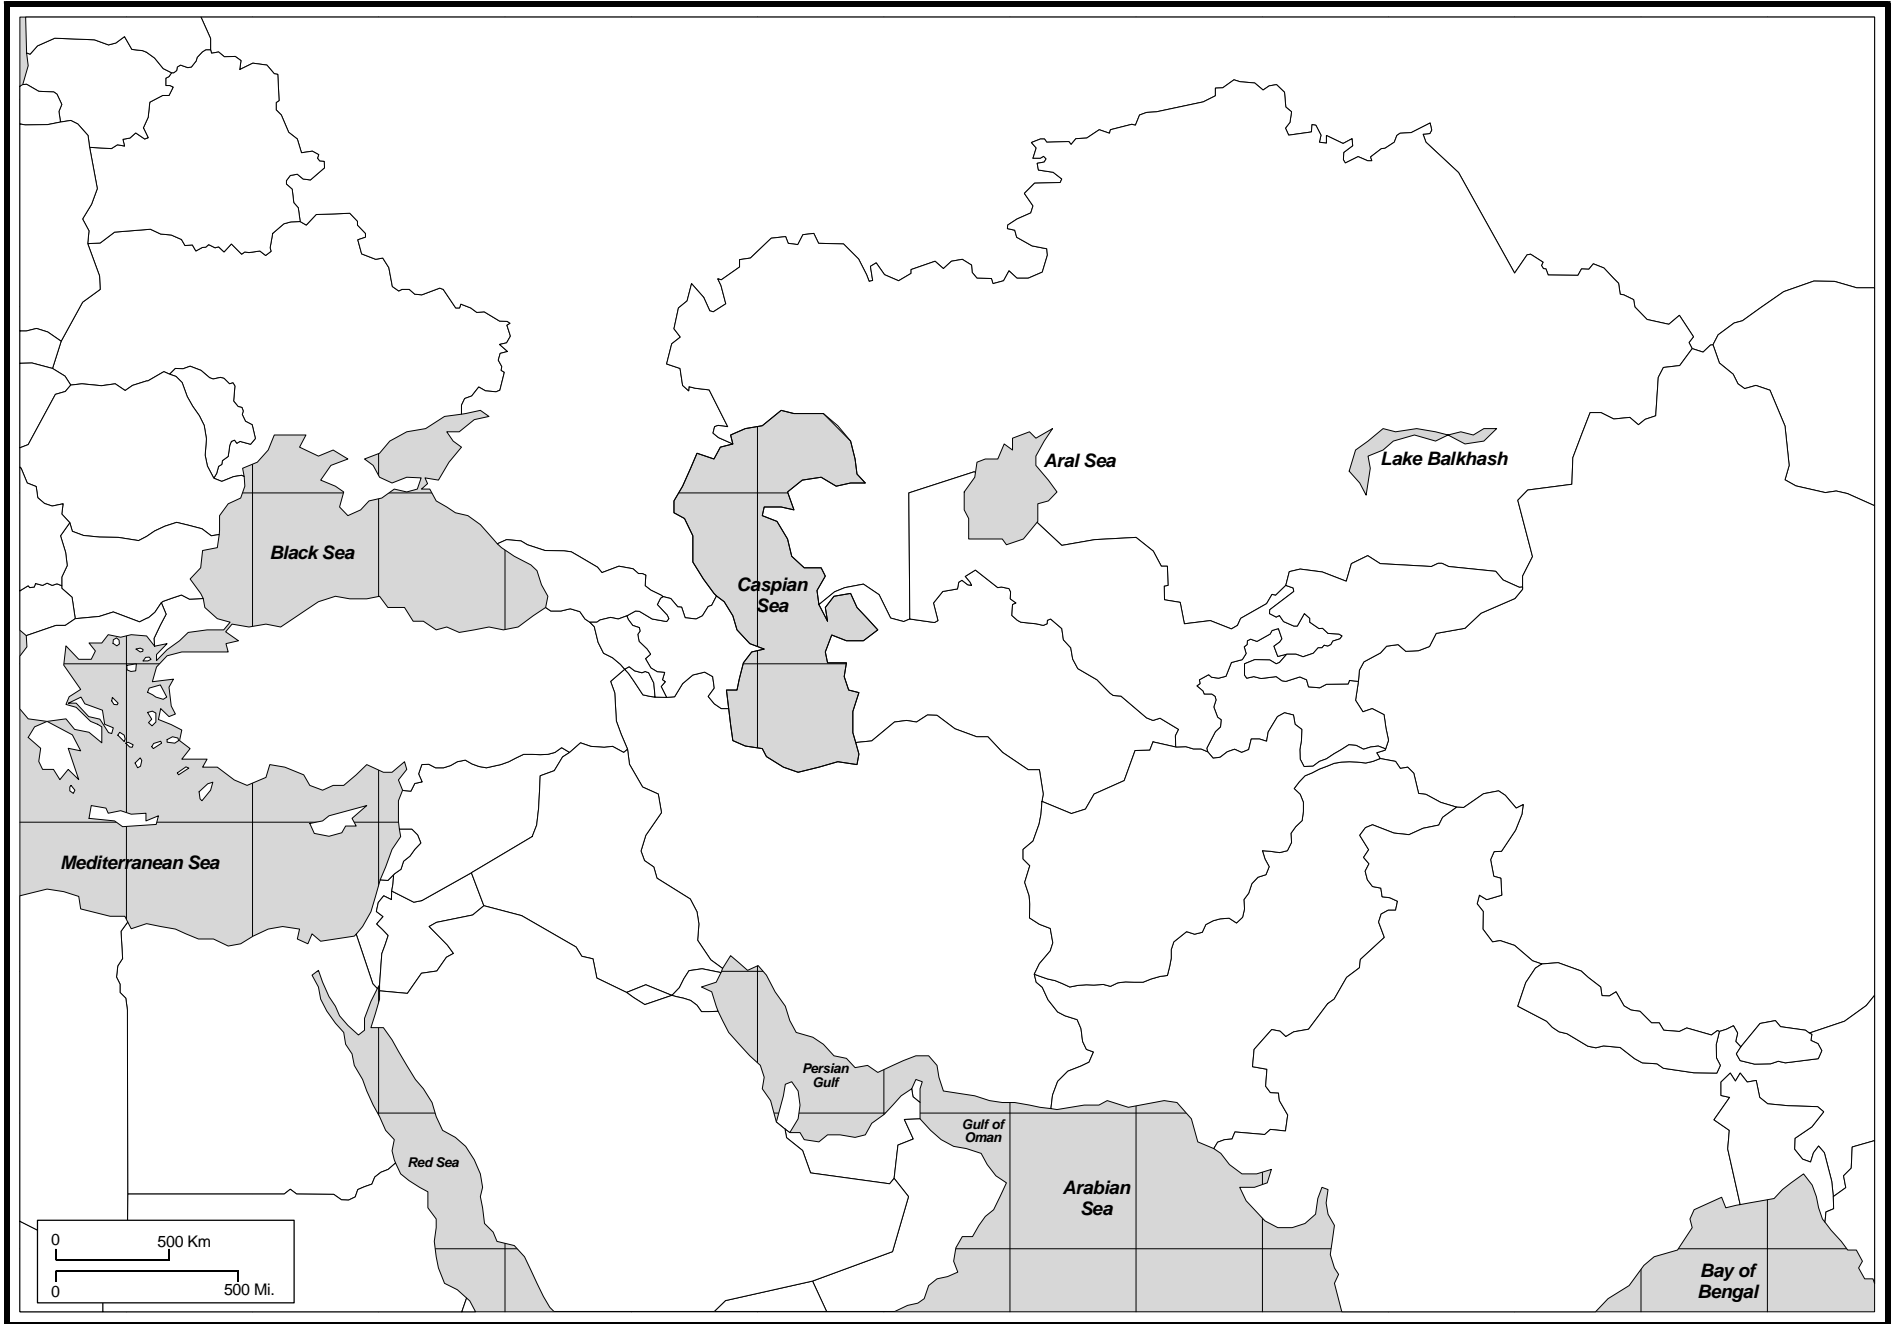 Aral Sea
Lake Balkhash
Black Sea
Caspian
Sea
Mediterranean Sea
Persian
Gulf
Gulf of
Oman
Red Sea
Arabian
Sea
0
500 Km
0
500 Mi.
Bay of
Bengal